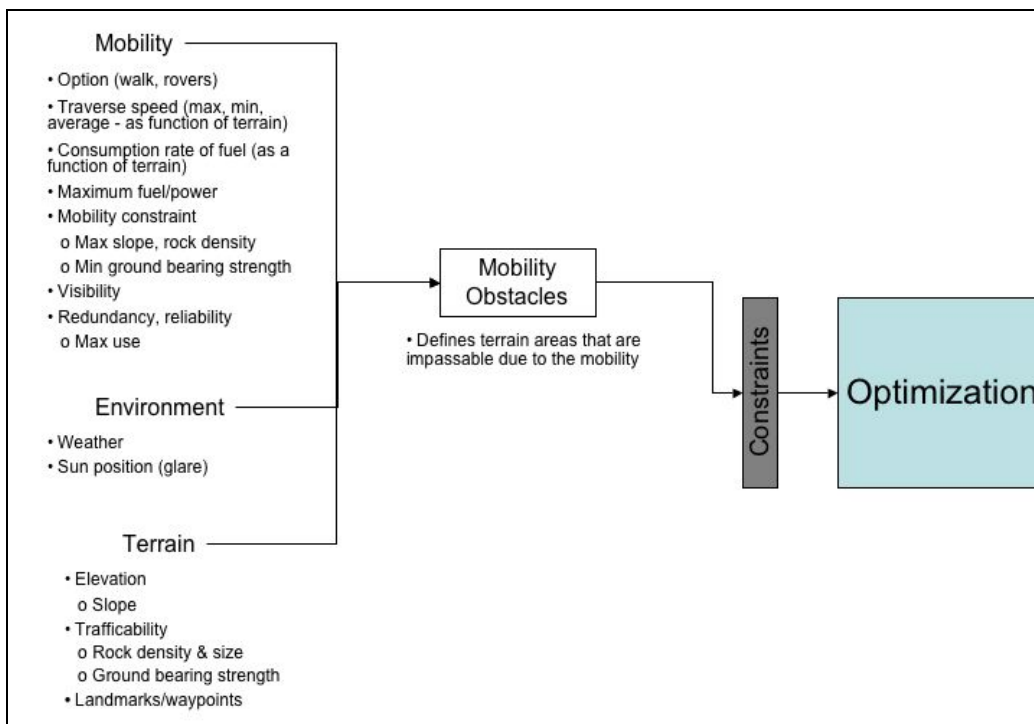 Mobility
• Option (walk, rovers)
• Traverse speed (max, min,
average - as function of terrain)
• Consumption rate of fuel (as a
function of terrain)
• Maximum fuel/power
• Mobility constraint
o Max slope, rock density
o Min ground bearing strength
• Visibility
• Redundancy, reliability
o Max use
Environment
• Weather
• Sun position (glare)
Terrain
• Elevation
o Slope
• Trafficability
o Rock density & size
o Ground bearing strength
• Landmarks/waypoints
Mobility
Obstacles
• Defines terrain areas that are
impassable due to the mobility
Constraints
Optimization